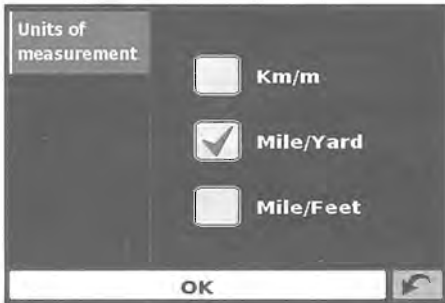 Units of
measurement
Km/m
Mile/Yard
Mile/Feet
OK